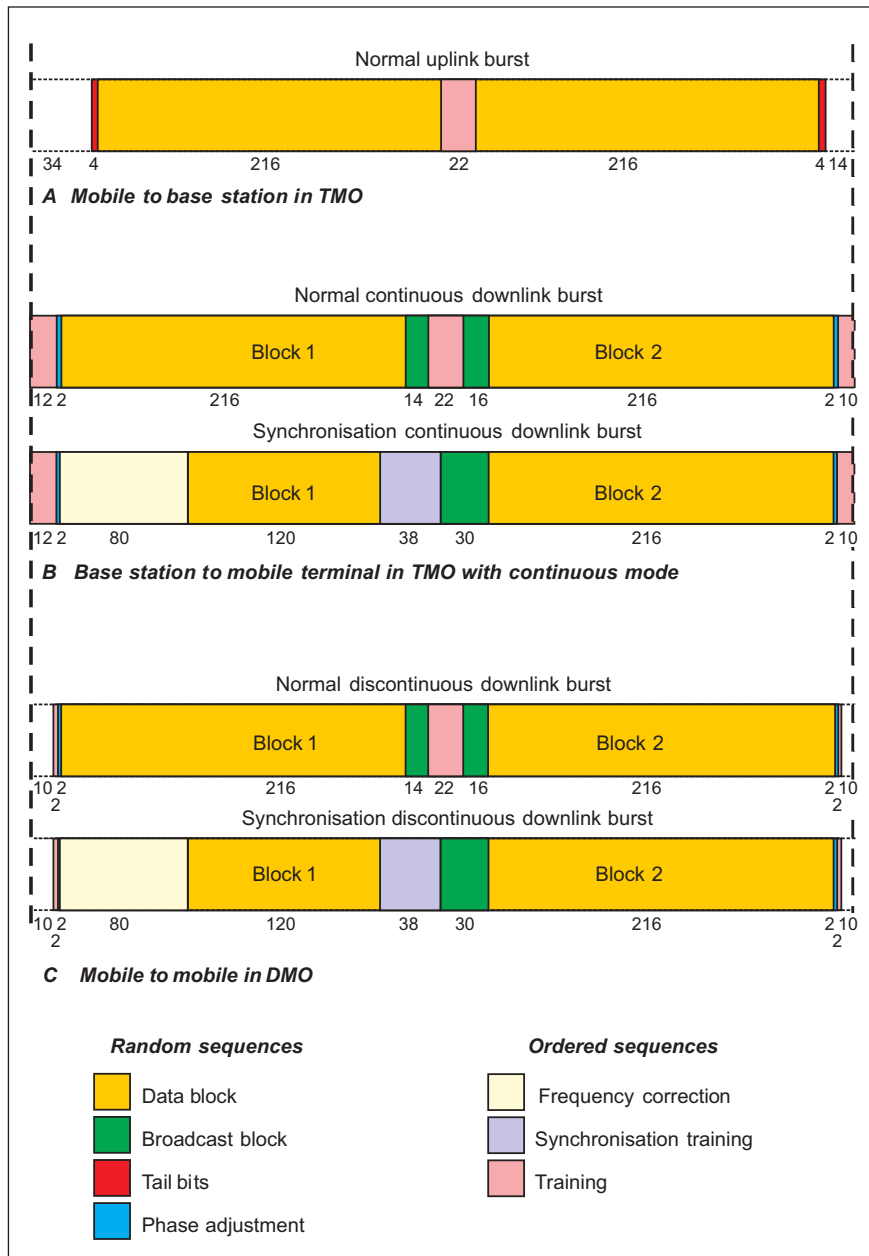 Normal uplink burst
34 4 216 22 216 4 14
A Mobile to base station in TMO
Normal continuous downlink burst
Block 1 Block 2
12 2 216 14 22 16 216 2 10
Synchronisation continuous downlink burst
Block 1 Block 2
12 2 80 120 38 30 216 2 10
B Base station to mobile terminal in TMO with continuous mode
Normal discontinuous downlink burst
Block 1 Block 2
10 2 216 14 22 16 216 2 10
2 2
Synchronisation discontinuous downlink burst
Block 1 Block 2
10 2 80 120 38 30 216 2 10
2 2
C Mobile to mobile in DMO
Random sequences
Data block
Broadcast block
Tail bits
Phase adjustment
Ordered sequences
Frequency correction
Synchronisation training
Training